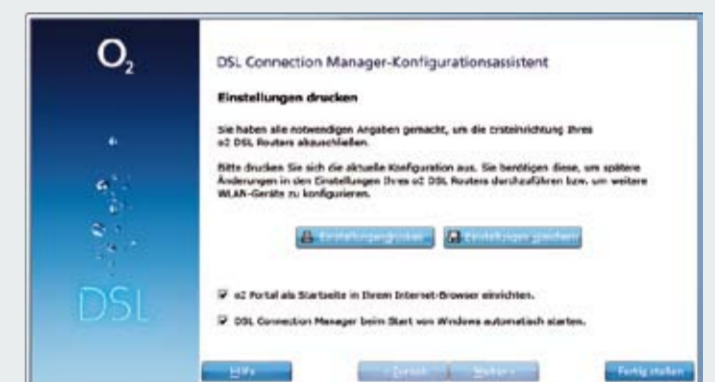 O2
DSL
DSL Connection Manager-Konfigurationsassistent
Einstellungen drucken
Sie haben alle notwendigen Angaben gemacht, um die Ersteinrichtung Ihres
o2 DSL Routers abzuschließen.
Bitte drucken Sie sich die aktuelle Konfiguration aus. Sie benötigen diese, um spätere
Änderungen in den Einstellungen Ihres o2 DSL Routers durchzuführen bzw. um weitere
WLAN-Geräte zu konfigurieren.
Einstellungen drucken
Einstellungen speichern
o2 Portal als Startseite in Ihrem Internet-Browser einrichten.
DSL Connection Manager beim Start von Windows automatisch starten.
Hilfe
< Zurück
Weiter >
Fertig stellen